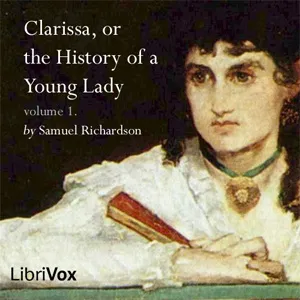 Clarissa, or
the History of a
Young Lady
volume 1.
by Samuel Richardson
LibriVox